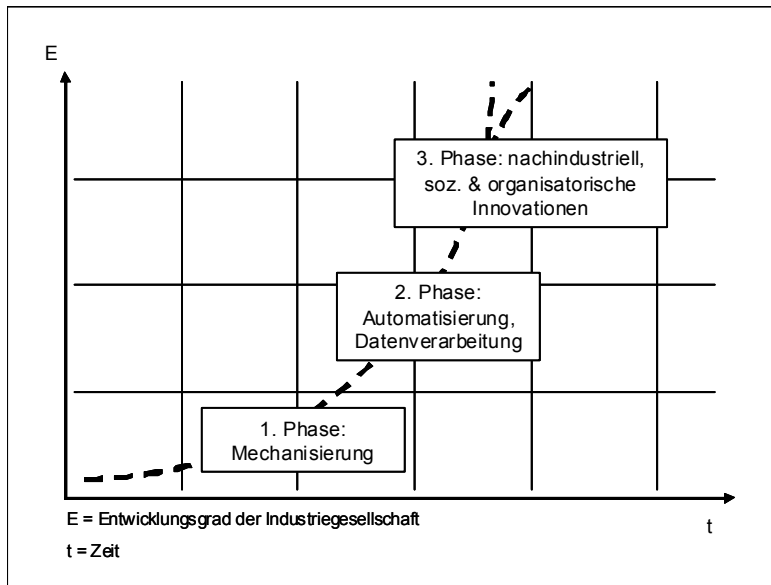 E
3. Phase: nachindustriell,
soz. & organisatorische
Innovationen
2. Phase:
Automatisierung,
Datenverarbeitung
1. Phase:
Mechanisierung
E = Entwicklungsgrad der Industriegesellschaft
t
t = Zeit